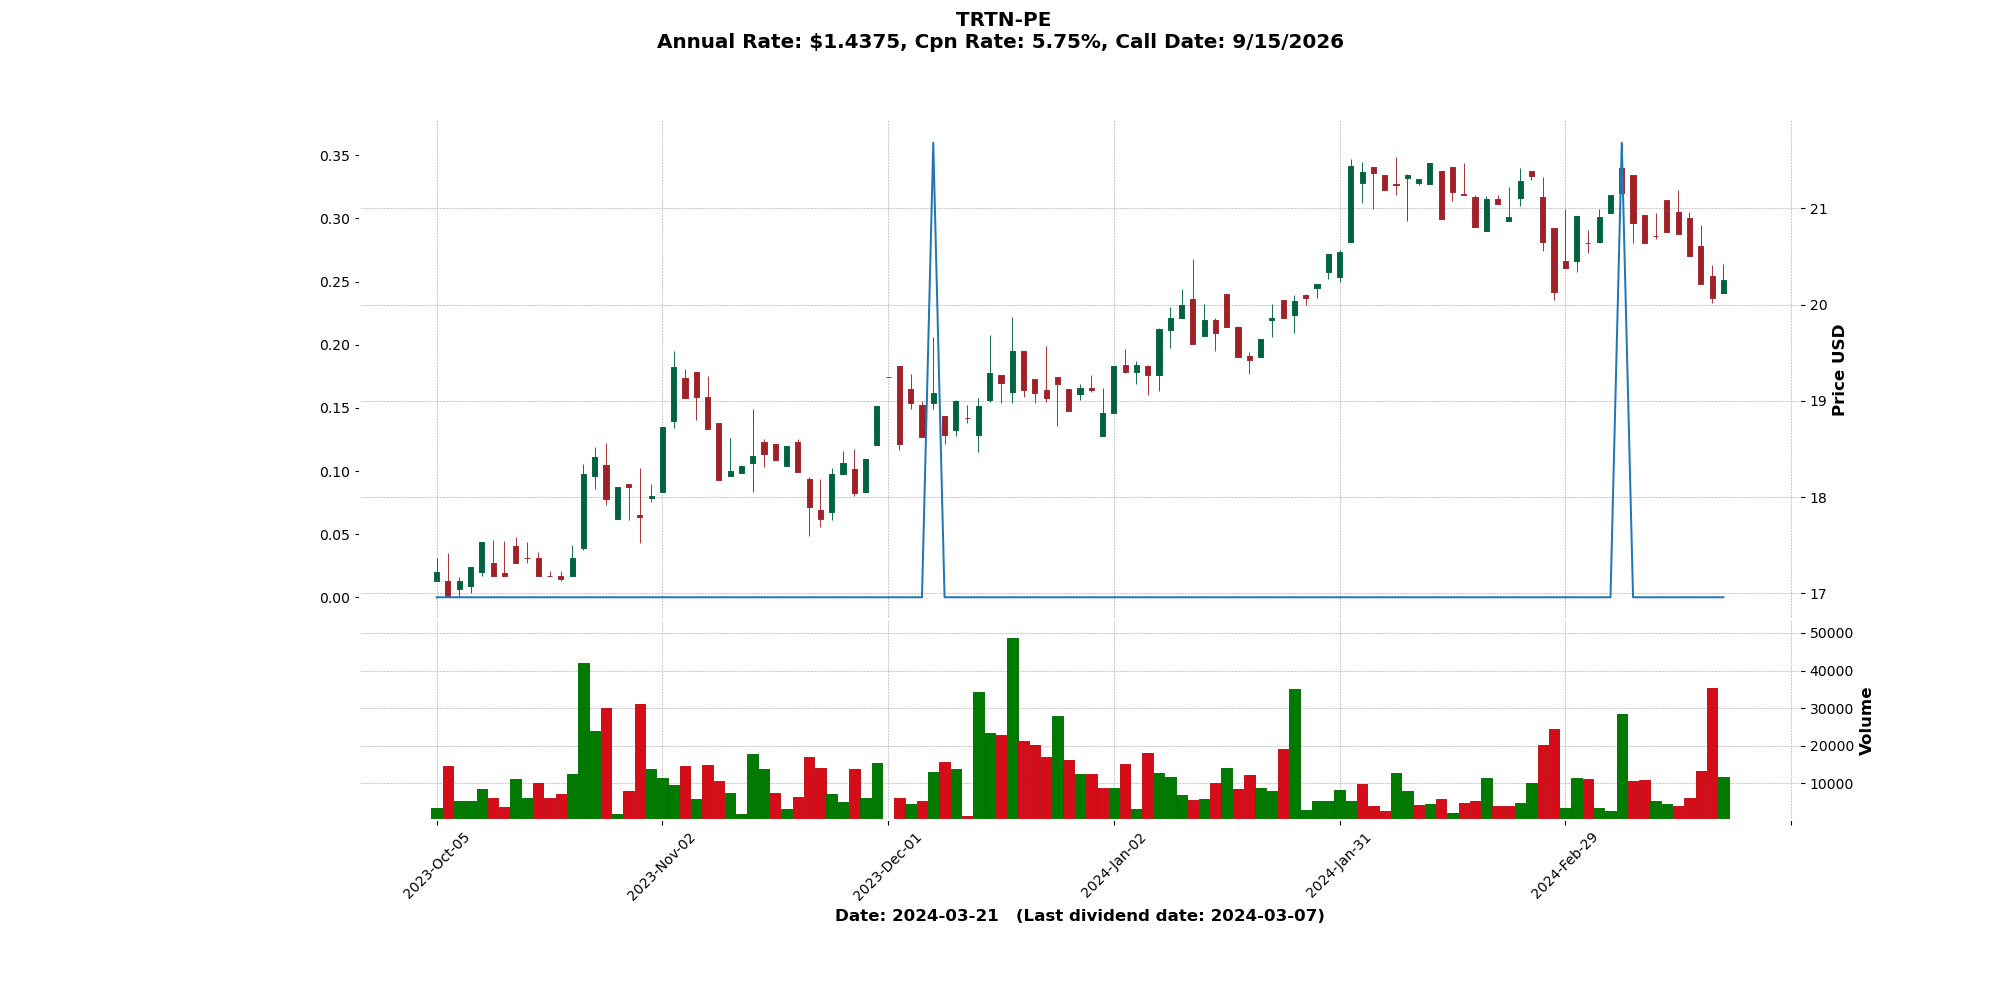 TRTN-PE
Annual Rate: $1.4375, Cpn Rate: 5.75%, Call Date: 9/15/2026
0.35
0.30
0.25
0.20
0.15
0.10
0.05
0.00
21
20
19
18
17
Price USD
50000
40000
30000
20000
10000
Volume
2023-Oct-05
2023-Nov-02
2023-Dec-01
2024-Jan-02
2024-Jan-31
2024-Feb-29
Date: 2024-03-21 (Last dividend date: 2024-03-07)